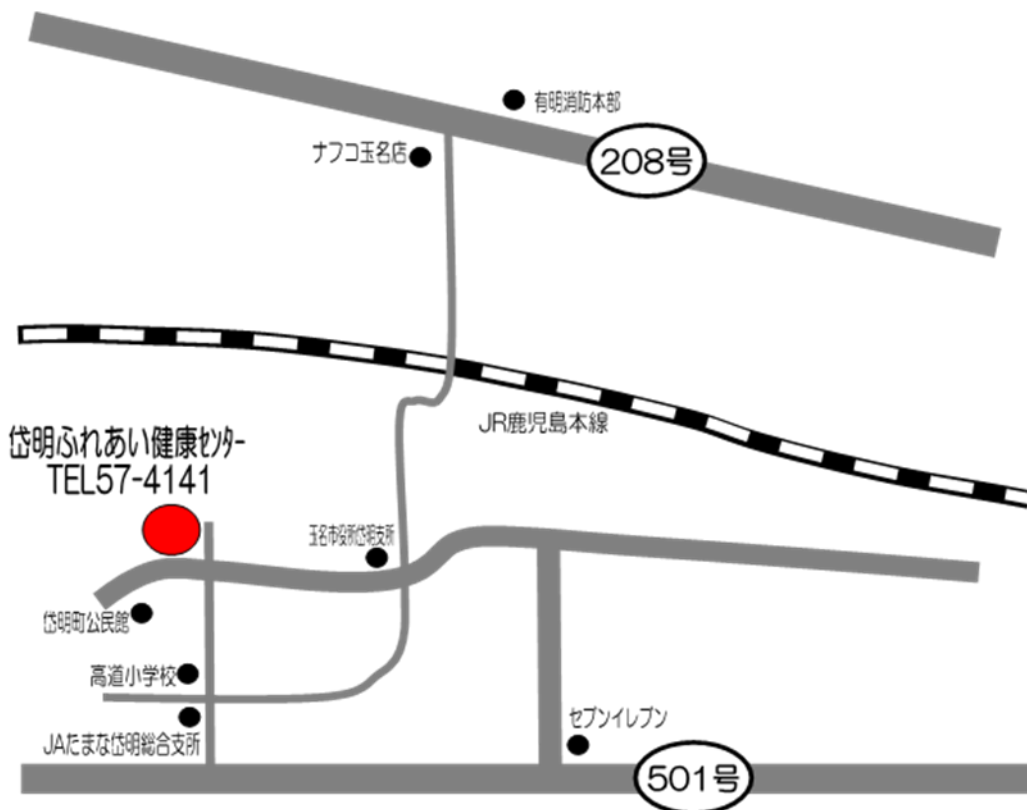 有明消防本部
ナフコ玉名店
208号
JR鹿児島本線
岱明ふれあい健康センター
TEL57-4141
玉名市役所岱明支所
岱明町公民館
高道小学校
セブンイレブン
JAたまな岱明総合支所
501号